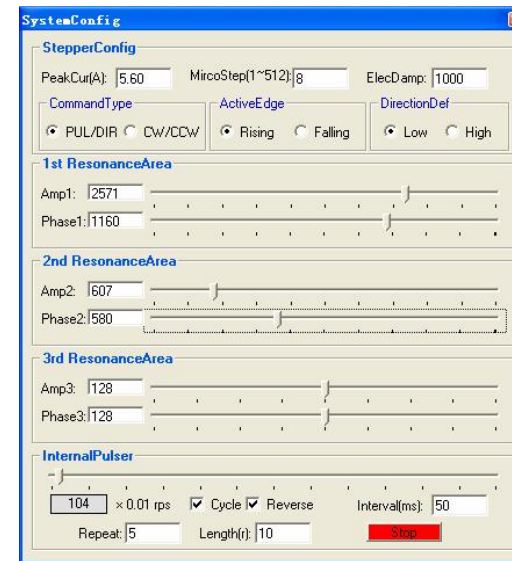 SystemConfig
StepperConfig
PeakCur(A): 5.60 MircoStep(1~512): 8 ElecDamp: 1000
CommandType ActiveEdge DirectionDef
PUL/DIR CW/CCW Rising Falling Low High
1st ResonanceArea
Amp1: 2571
Phase1: 1160
2nd ResonanceArea
Amp2: 607
Phase2: 580
3rd ResonanceArea
Amp3: 128
Phase3: 128
InternalPulser
104 × 0.01 rps Cycle Reverse Interval(ms): 50
Repeat: 5 Length(r): 10 Stop